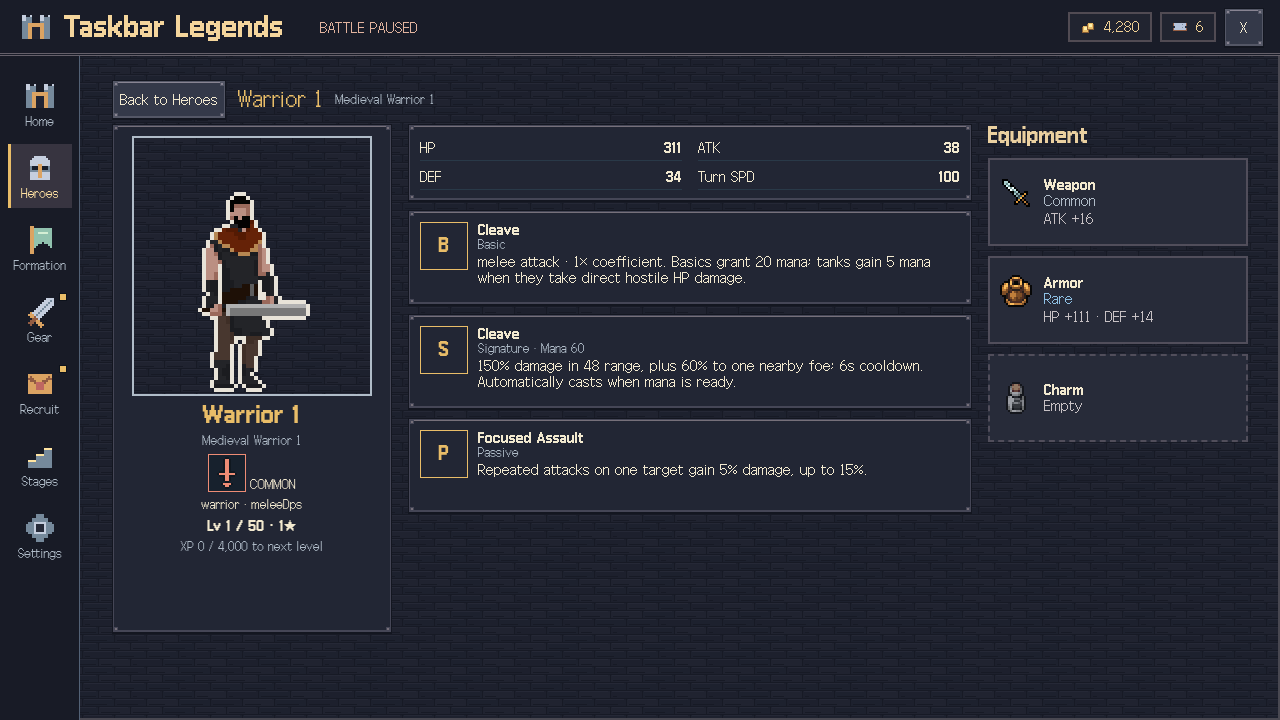 Taskbar Legends
BATTLE PAUSED
4,280
6
X
Home
Heroes
Formation
Gear
Recruit
Stages
Settings
Back to Heroes
Warrior 1
Medieval Warrior 1
Warrior 1
Medieval Warrior 1
COMMON
warrior · meleeDps
Lv 1 / 50 · 1★
XP 0 / 4,000 to next level
HP 311
ATK 38
DEF 34
Turn SPD 100
B
Cleave
Basic
melee attack · 1× coefficient. Basics grant 20 mana; tanks gain 5 mana
when they take direct hostile HP damage.
S
Cleave
Signature · Mana 60
150% damage in 48 range, plus 60% to one nearby foe; 6s cooldown.
Automatically casts when mana is ready.
P
Focused Assault
Passive
Repeated attacks on one target gain 5% damage, up to 15%.
Equipment
Weapon
Common
ATK +16
Armor
Rare
HP +111 · DEF +14
Charm
Empty